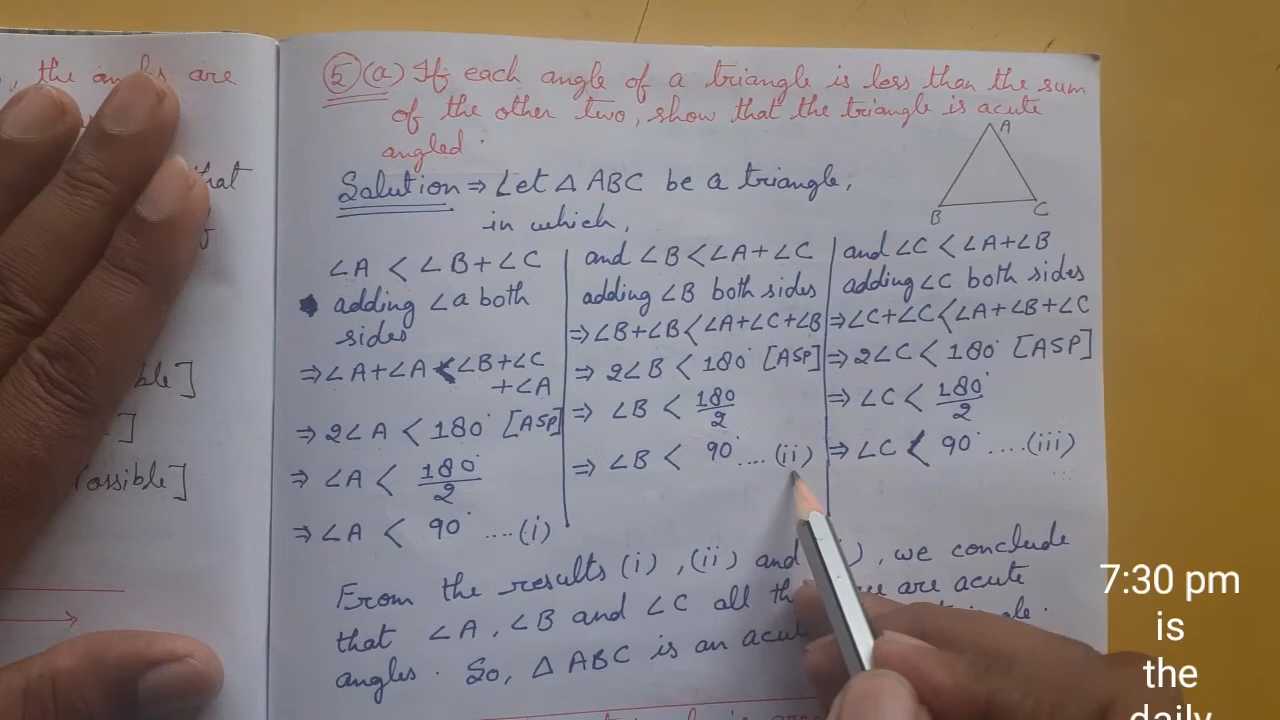 , the angles are
that
ble]
]
ossible]
(5)(a) If each angle of a triangle is less than the sum
of the other two, show that the triangle is acute
angled.
A
B
C
Solution ⇒ Let △ ABC be a triangle,
in which,
∠A < ∠B+∠C
adding ∠a both
sides
⇒ ∠A+∠A < ∠B+∠C
+∠A
⇒ 2∠A < 180° [ASP]
⇒ ∠A < 180°/2
⇒ ∠A < 90° ....(i)
and ∠B < ∠A+∠C
adding ∠B both sides
⇒ ∠B+∠B < ∠A+∠C+∠B
⇒ 2∠B < 180° [ASP]
⇒ ∠B < 180/2
⇒ ∠B < 90° ....(ii)
and ∠C < ∠A+∠B
adding ∠C both sides
⇒ ∠C+∠C < ∠A+∠B+∠C
⇒ 2∠C < 180° [ASP]
⇒ ∠C < 180°/2
⇒ ∠C < 90° ....(iii)
From the results (i), (ii) and ), we conclude
that ∠A, ∠B and ∠C all are acute
angles. So, △ ABC is an acu
7:30 pm
is
the
daily